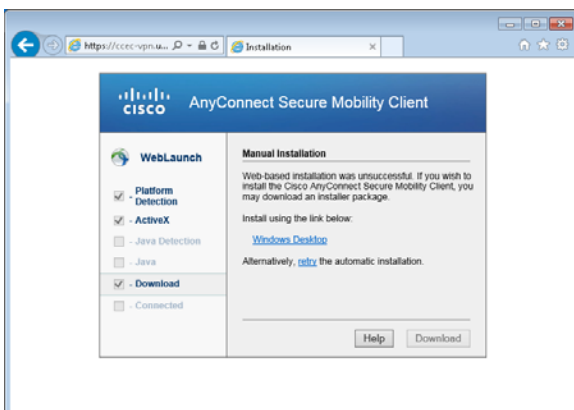 https://ccec-vpn.u...
Installation
CISCO
AnyConnect Secure Mobility Client
WebLaunch
- Platform
Detection
- ActiveX
- Java Detection
- Java
- Download
- Connected
Manual Installation
Web-based installation was unsuccessful. If you wish to
install the Cisco AnyConnect Secure Mobility Client, you
may download an installer package.
Install using the link below:
Windows Desktop
Alternatively, retry the automatic installation.
Help
Download